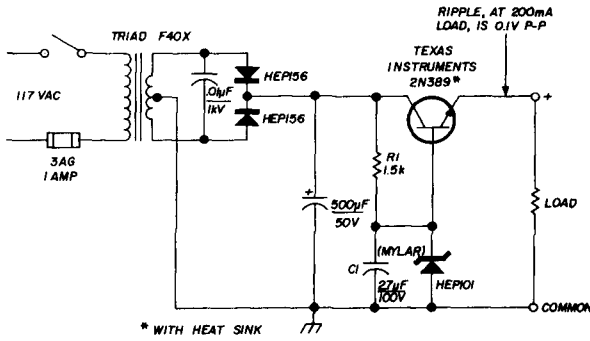 RIPPLE, AT 200mA
LOAD, IS 0.1V P-P
TRIAD F40X
TEXAS
INSTRUMENTS
2N389*
117 VAC
.01µF
1kV
HEP156
HEP156
+
3AG
1 AMP
R1
1.5k
LOAD
+
500µF
50V
(MYLAR)
C1
.27µF
100V
HEP101
COMMON
* WITH HEAT SINK